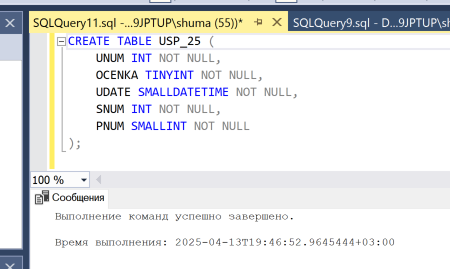 SQLQuery11.sql -...9JPTUP\shuma (55))*
SQLQuery9.sql - D...9JPTUP\shu
CREATE TABLE USP_25 (
UNUM INT NOT NULL,
OCENKA TINYINT NOT NULL,
UDATE SMALLDATETIME NOT NULL,
SNUM INT NOT NULL,
PNUM SMALLINT NOT NULL
);
100 %
Сообщения
Выполнение команд успешно завершено.
Время выполнения: 2025-04-13T19:46:52.9645444+03:00